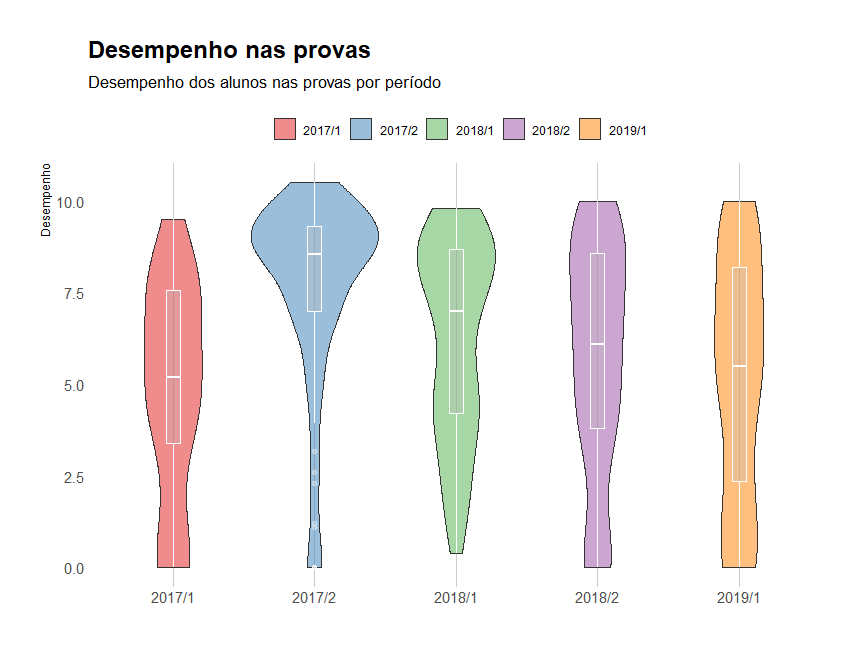 Desempenho nas provas
Desempenho dos alunos nas provas por período
2017/1 2017/2 2018/1 2018/2 2019/1
Desempenho
10.0
7.5
5.0
2.5
0.0
2017/1 2017/2 2018/1 2018/2 2019/1